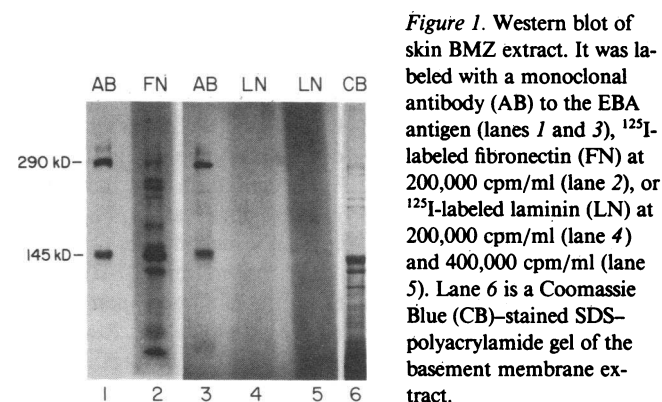 AB FN AB LN LN CB
290 kD–
145 kD–
1 2 3 4 5 6
Figure 1. Western blot of
skin BMZ extract. It was la-
beled with a monoclonal
antibody (AB) to the EBA
antigen (lanes 1 and 3), ¹²⁵I-
labeled fibronectin (FN) at
200,000 cpm/ml (lane 2), or
¹²⁵I-labeled laminin (LN) at
200,000 cpm/ml (lane 4)
and 400,000 cpm/ml (lane
5). Lane 6 is a Coomassie
Blue (CB)–stained SDS–
polyacrylamide gel of the
basement membrane ex-
tract.